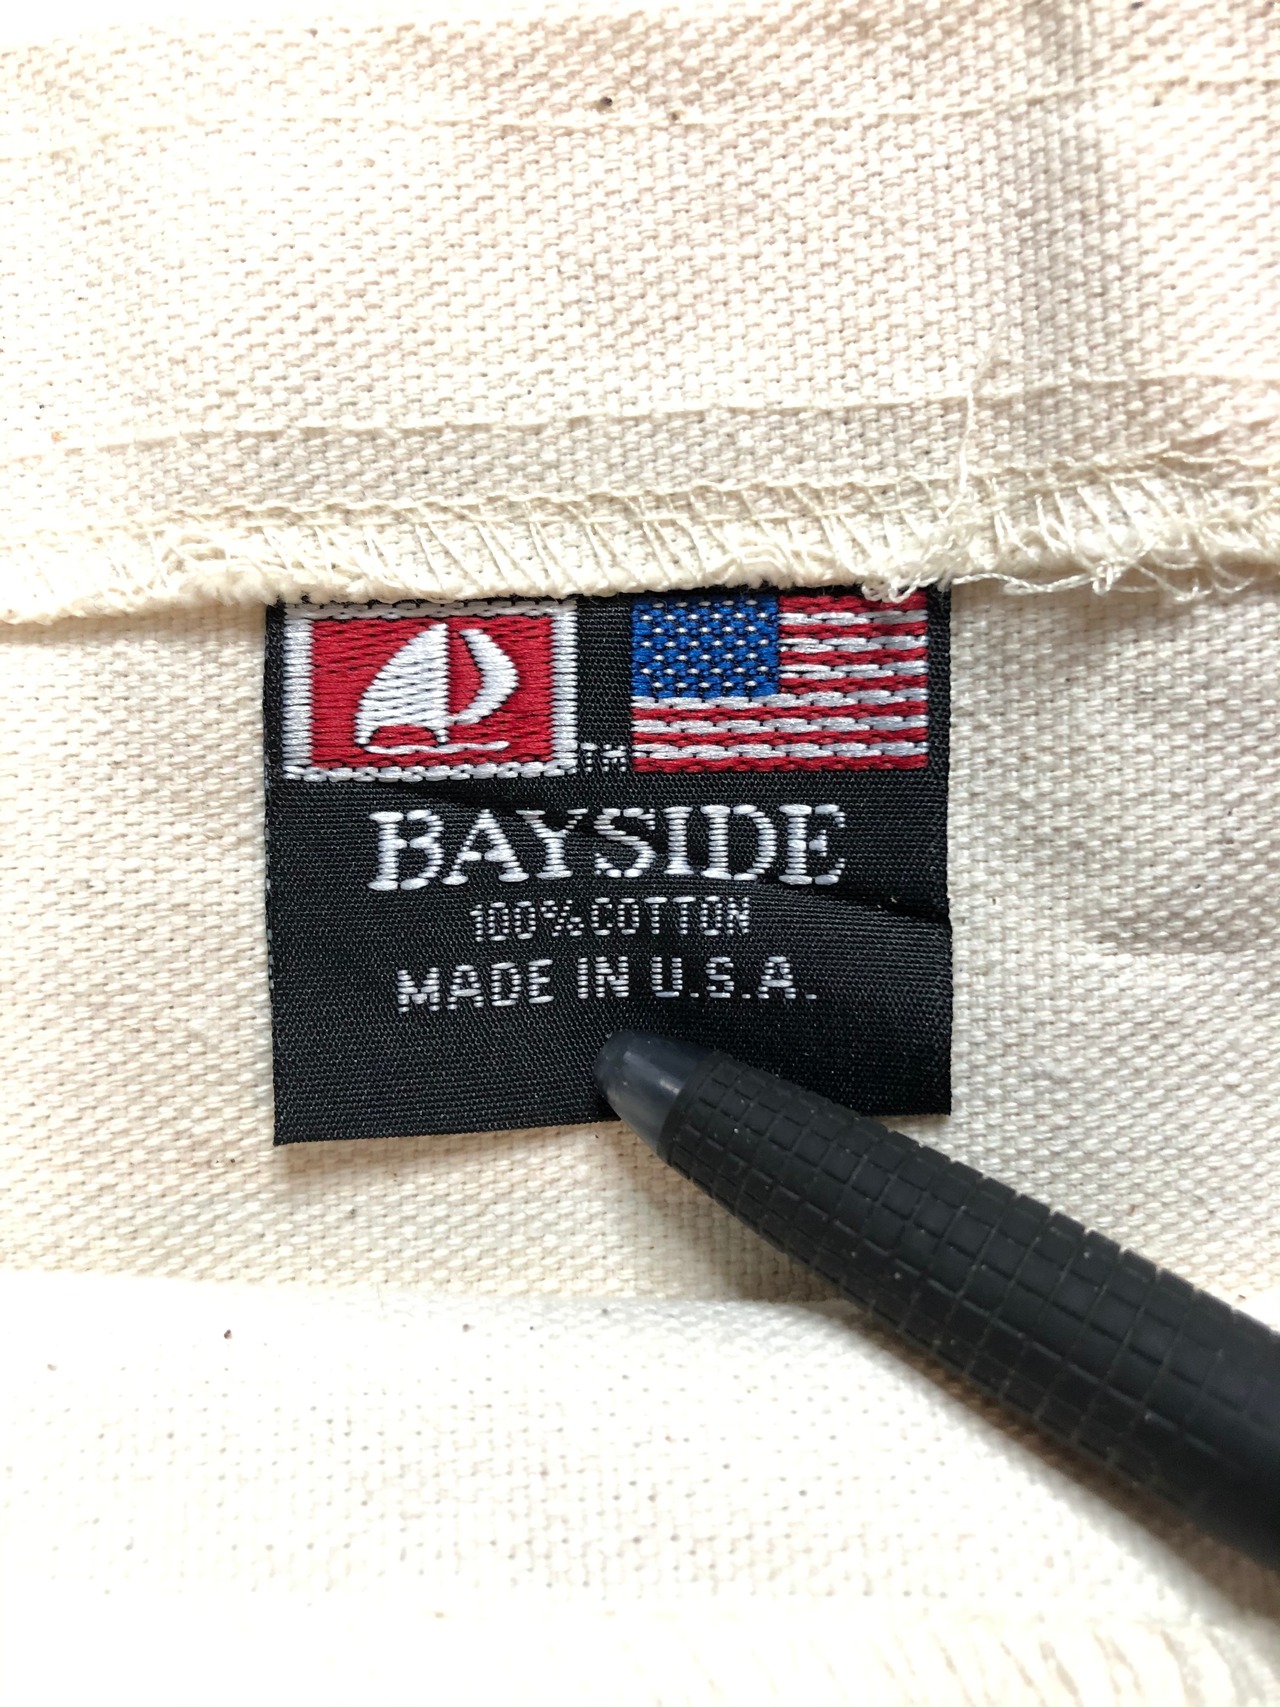 TM
BAYSIDE
100% COTTON
MADE IN U.S.A.